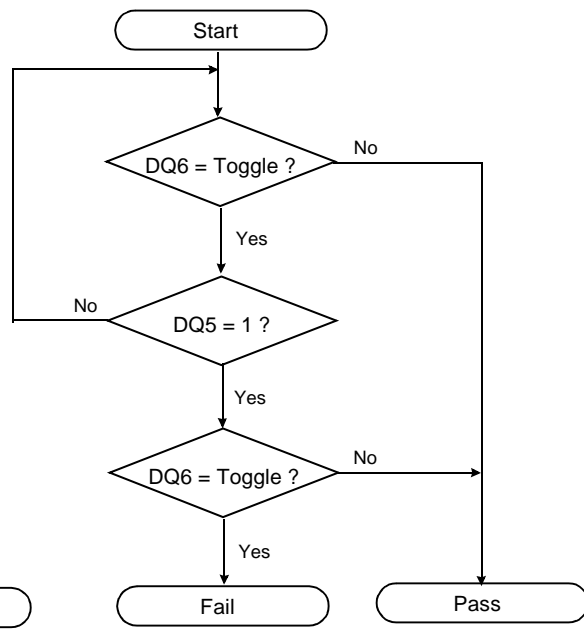 Start
DQ6 = Toggle ?
No
Yes
DQ5 = 1 ?
No
Yes
DQ6 = Toggle ?
No
Yes
Fail
Pass